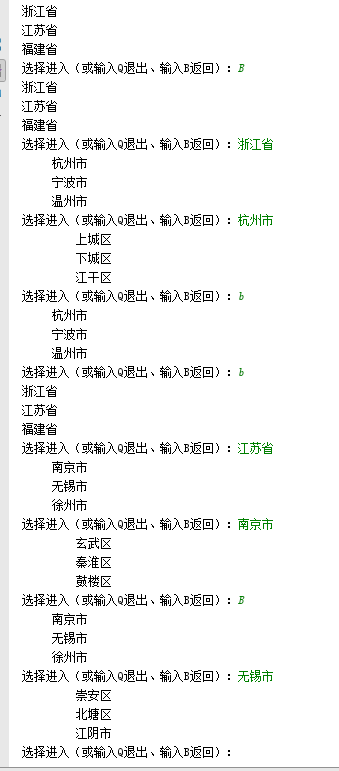 浙江省
江苏省
福建省
选择进入（或输入Q退出、输入B返回）：B
浙江省
江苏省
福建省
选择进入（或输入Q退出、输入B返回）：浙江省
杭州市
宁波市
温州市
选择进入（或输入Q退出、输入B返回）：杭州市
上城区
下城区
江干区
选择进入（或输入Q退出、输入B返回）：b
杭州市
宁波市
温州市
选择进入（或输入Q退出、输入B返回）：b
浙江省
江苏省
福建省
选择进入（或输入Q退出、输入B返回）：江苏省
南京市
无锡市
徐州市
选择进入（或输入Q退出、输入B返回）：南京市
玄武区
秦淮区
鼓楼区
选择进入（或输入Q退出、输入B返回）：B
南京市
无锡市
徐州市
选择进入（或输入Q退出、输入B返回）：无锡市
崇安区
北塘区
江阴市
选择进入（或输入Q退出、输入B返回）：